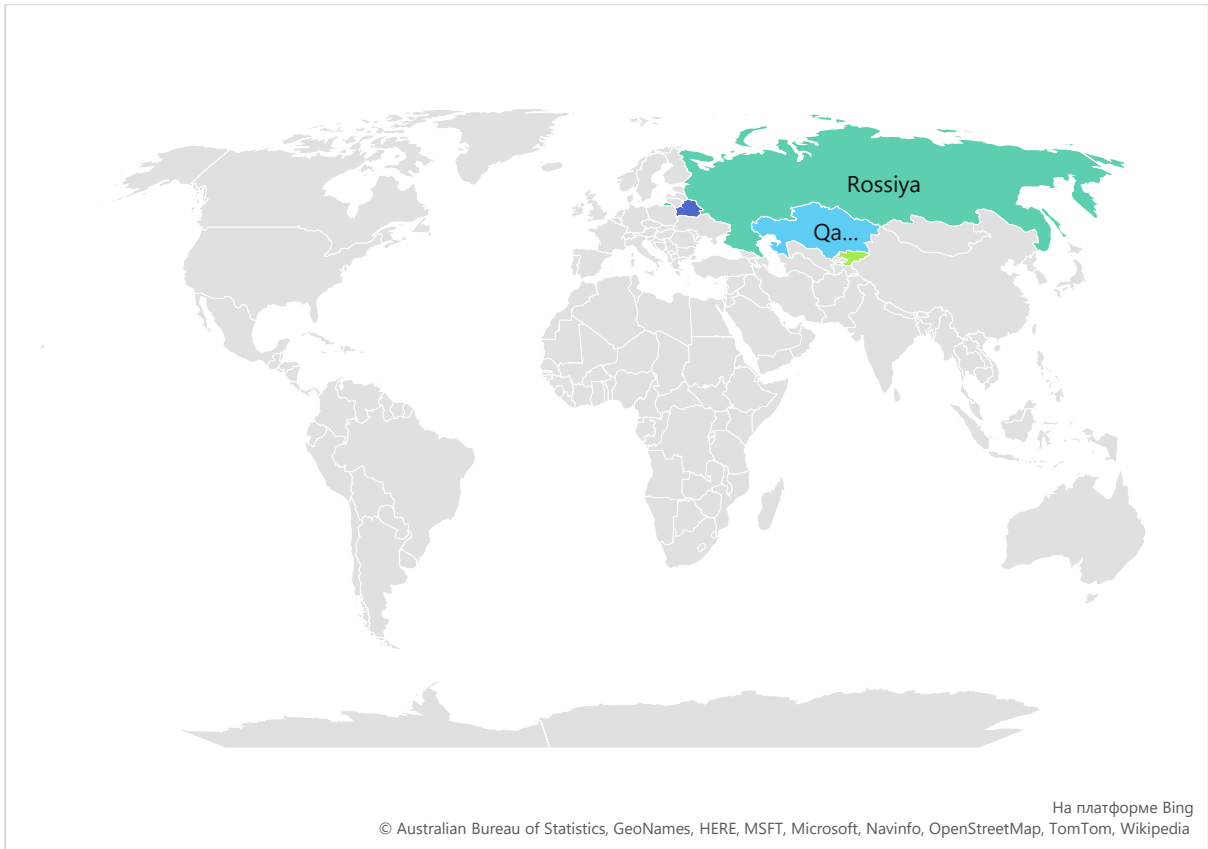 Rossiya
Qa...
На платформе Bing
© Australian Bureau of Statistics, GeoNames, HERE, MSFT, Microsoft, Navinfo, OpenStreetMap, TomTom, Wikipedia